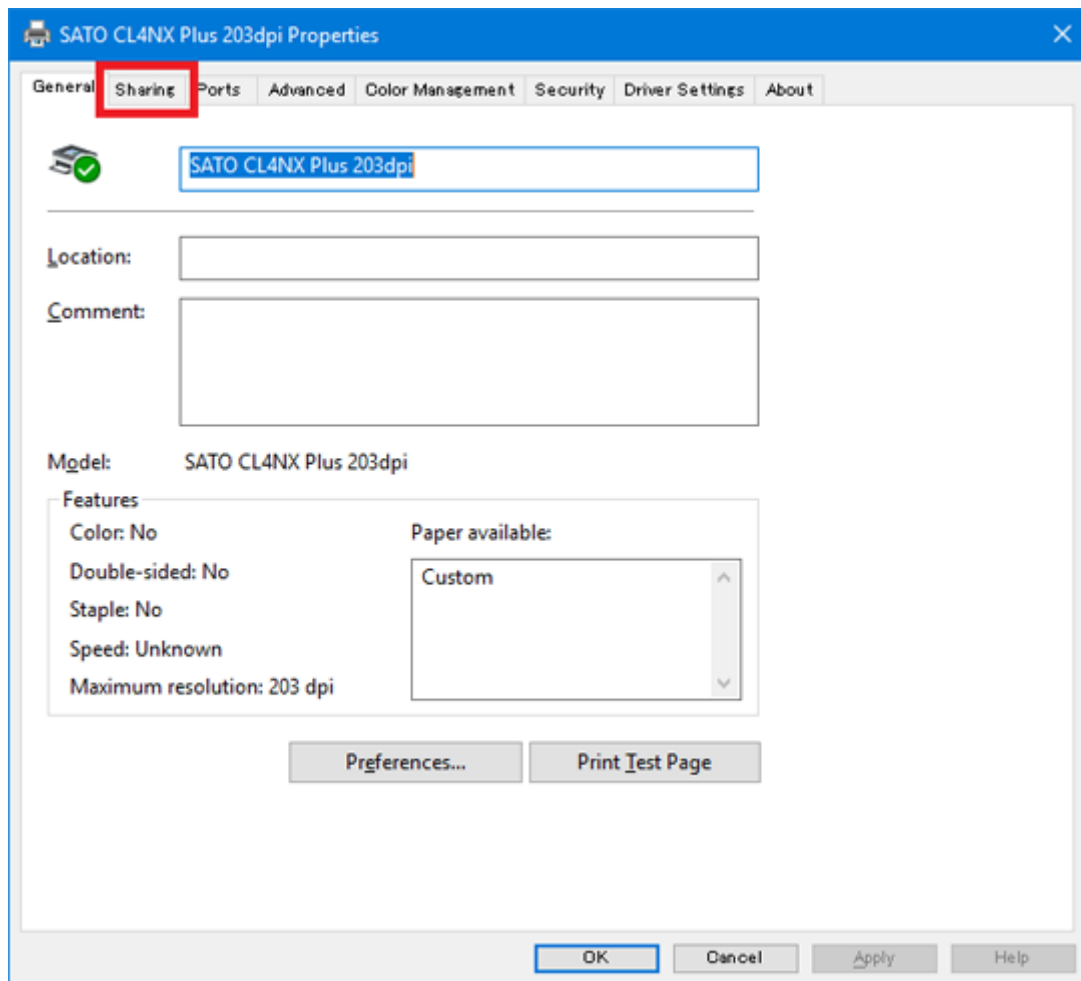 SATO CL4NX Plus 203dpi Properties
General Sharing Ports Advanced Color Management Security Driver Settings About
SATO CL4NX Plus 203dpi
Location:
Comment:
Model: SATO CL4NX Plus 203dpi
Features
Color: No
Double-sided: No
Staple: No
Speed: Unknown
Maximum resolution: 203 dpi
Paper available:
Custom
Preferences... Print Test Page
OK Cancel Apply Help